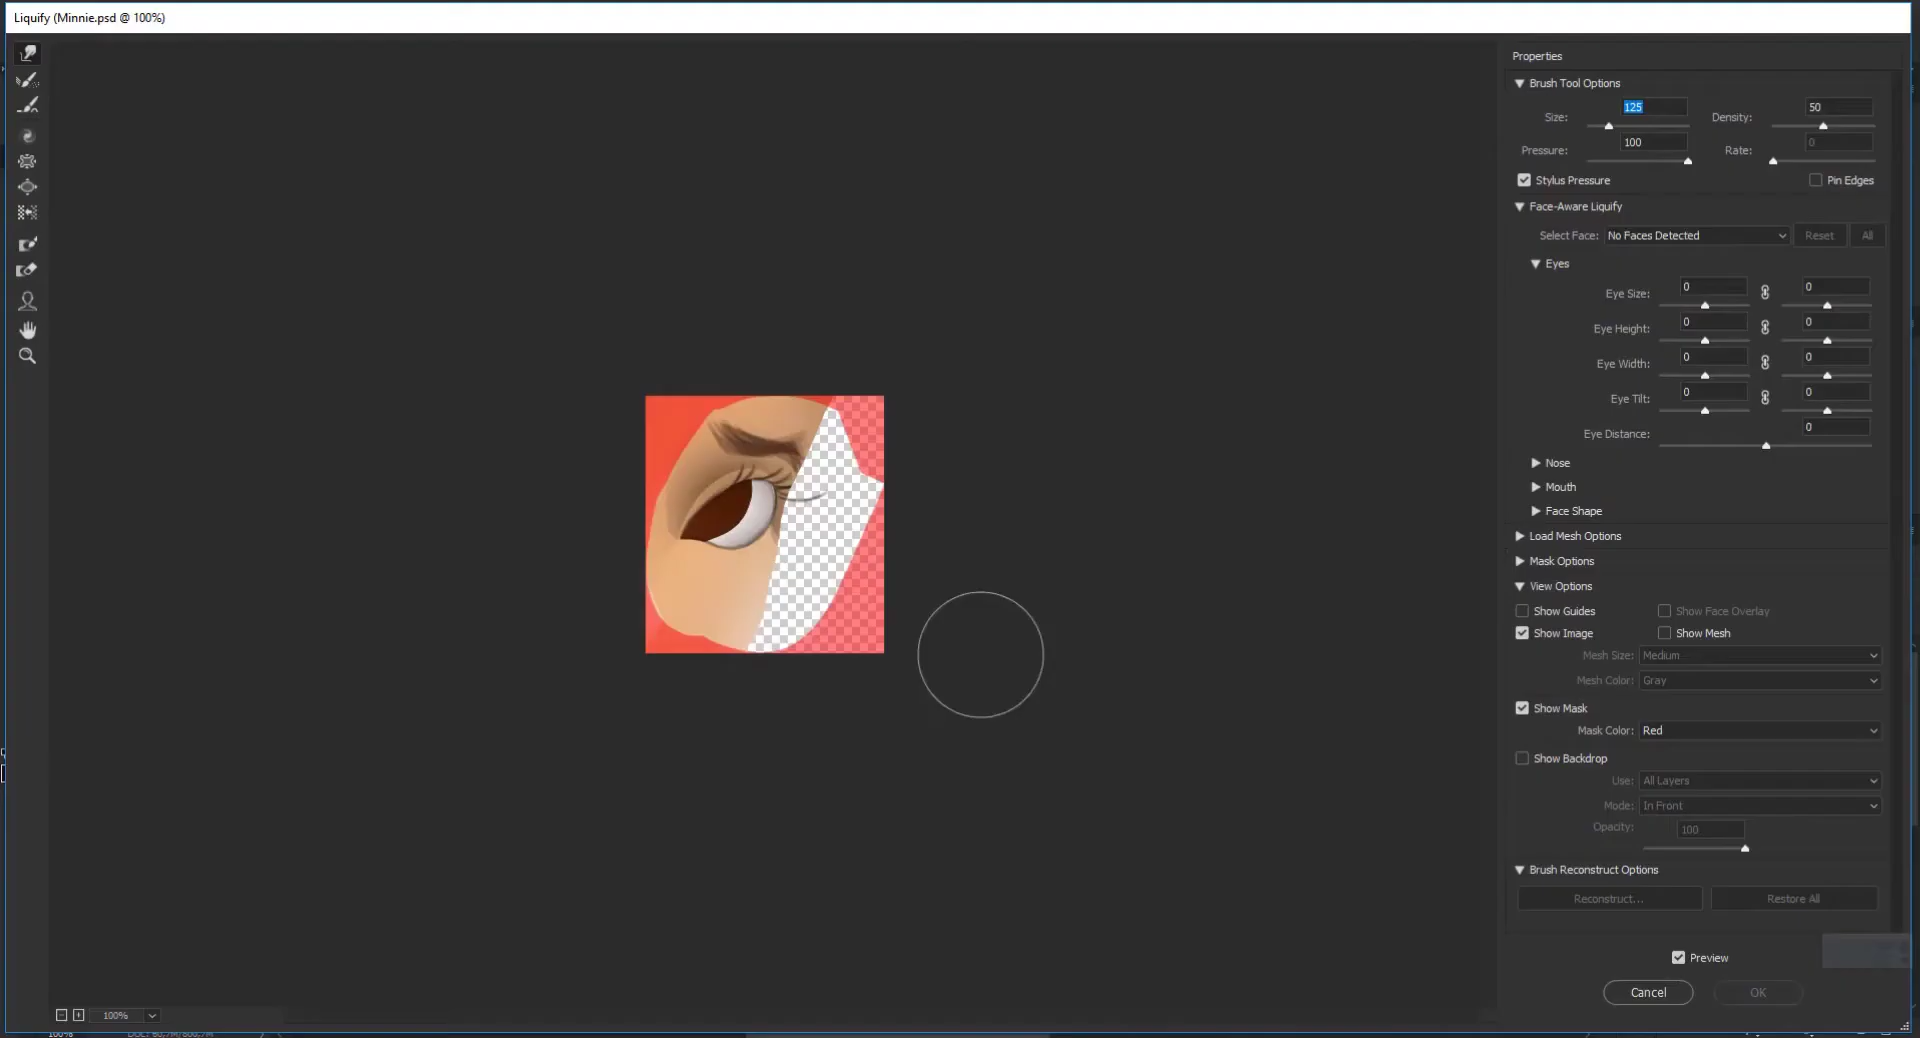 Liquify (Minnie.psd @ 100%)
Properties
Brush Tool Options
Size: 125 Density: 50
Pressure: 100 Rate: 0
Stylus Pressure Pin Edges
Face-Aware Liquify
Select Face: No Faces Detected Reset All
Eyes
Eye Size: 0 0
Eye Height: 0 0
Eye Width: 0 0
Eye Tilt: 0 0
Eye Distance: 0
Nose
Mouth
Face Shape
Load Mesh Options
Mask Options
View Options
Show Guides Show Face Overlay
Show Image Show Mesh
Mesh Size: Medium
Mesh Color: Gray
Show Mask
Mask Color: Red
Show Backdrop
Use: All Layers
Mode: In Front
Opacity: 100
Brush Reconstruct Options
Reconstruct... Restore All
Preview
Cancel OK
100%
100%